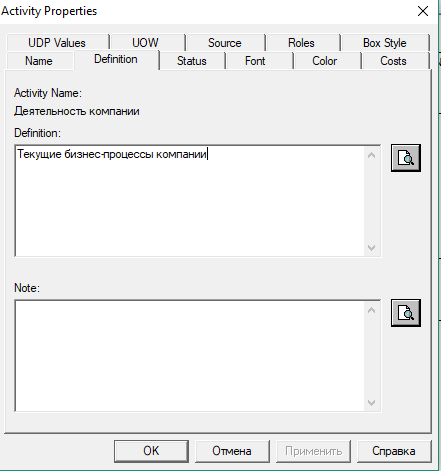 Activity Properties
UDP Values UOW Source Roles Box Style
Name Definition Status Font Color Costs
Activity Name:
Деятельность компании
Definition:
Текущие бизнес-процессы компании
Note:
OK Отмена Применить Справка